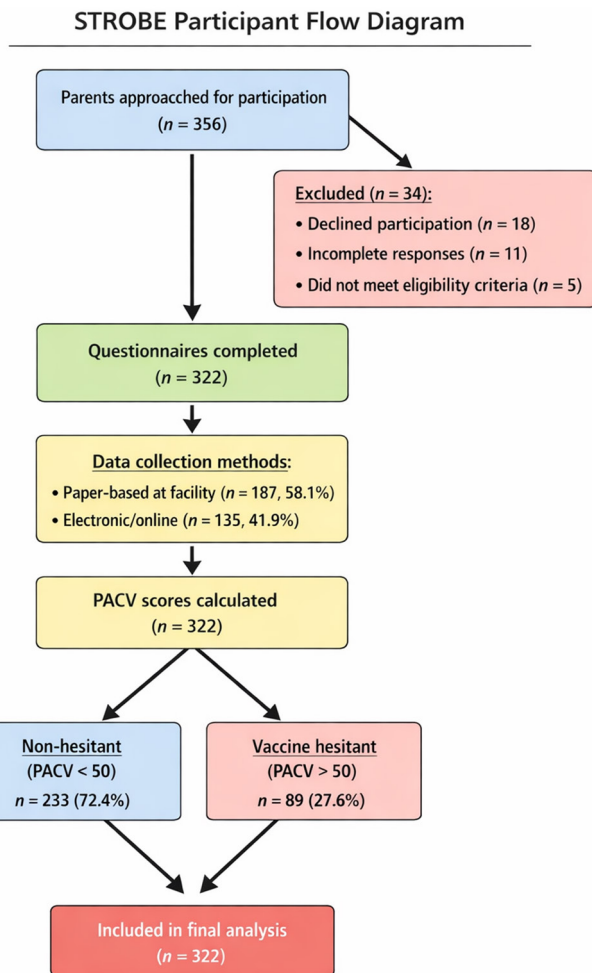 STROBE Participant Flow Diagram
Parents approacched for participation
(n = 356)
Excluded (n = 34):
• Declined participation (n = 18)
• Incomplete responses (n = 11)
• Did not meet eligibility criteria (n = 5)
Questionnaires completed
(n = 322)
Data collection methods:
• Paper-based at facility (n = 187, 58.1%)
• Electronic/online (n = 135, 41.9%)
PACV scores calculated
(n = 322)
Non-hesitant
(PACV < 50)
n = 233 (72.4%)
Vaccine hesitant
(PACV > 50)
n = 89 (27.6%)
Included in final analysis
(n = 322)